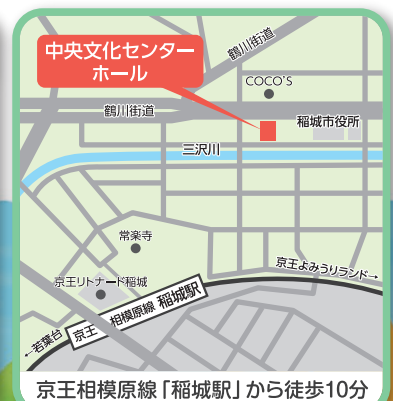 中央文化センター
ホール
鶴川街道
COCO'S
鶴川街道
稲城市役所
三沢川
常楽寺
京王よみうりランド→
京王リトナード稲城
京王 相模原線 稲城駅
←若葉台
京王相模原線「稲城駅」から徒歩10分